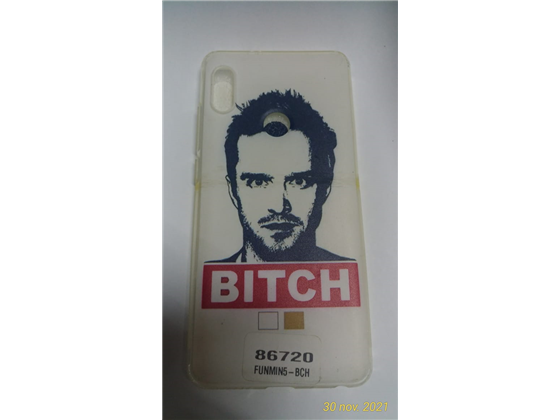 BITCH
86720
FUNMIN5-BCH
30 nov. 2021